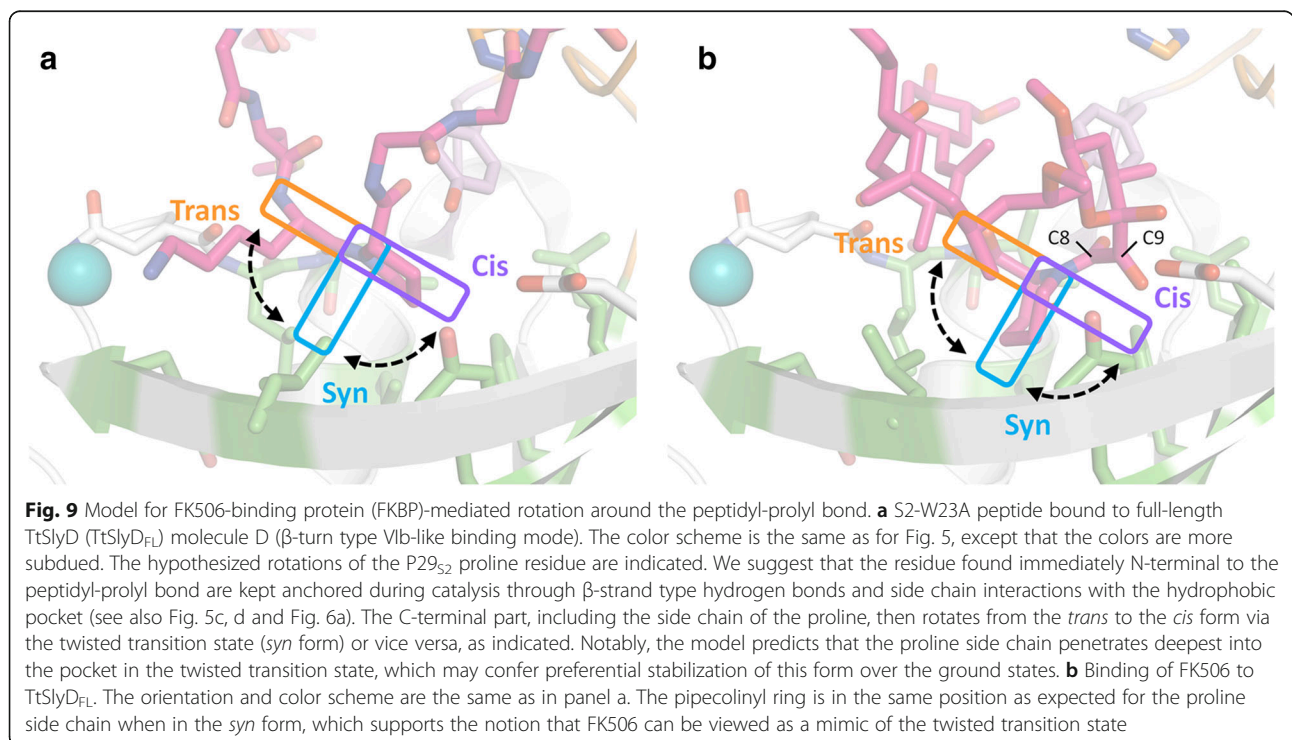 a
b
Trans
Cis
Syn
Trans
C8
C9
Cis
Syn
Fig. 9 Model for FK506-binding protein (FKBP)-mediated rotation around the peptidyl-prolyl bond. a S2-W23A peptide bound to full-length
TtSlyD (TtSlyDFL) molecule D (β-turn type VIb-like binding mode). The color scheme is the same as for Fig. 5, except that the colors are more
subdued. The hypothesized rotations of the P29S2 proline residue are indicated. We suggest that the residue found immediately N-terminal to the
peptidyl-prolyl bond are kept anchored during catalysis through β-strand type hydrogen bonds and side chain interactions with the hydrophobic
pocket (see also Fig. 5c, d and Fig. 6a). The C-terminal part, including the side chain of the proline, then rotates from the trans to the cis form via
the twisted transition state (syn form) or vice versa, as indicated. Notably, the model predicts that the proline side chain penetrates deepest into
the pocket in the twisted transition state, which may confer preferential stabilization of this form over the ground states. b Binding of FK506 to
TtSlyDFL. The orientation and color scheme are the same as in panel a. The pipecolinyl ring is in the same position as expected for the proline
side chain when in the syn form, which supports the notion that FK506 can be viewed as a mimic of the twisted transition state